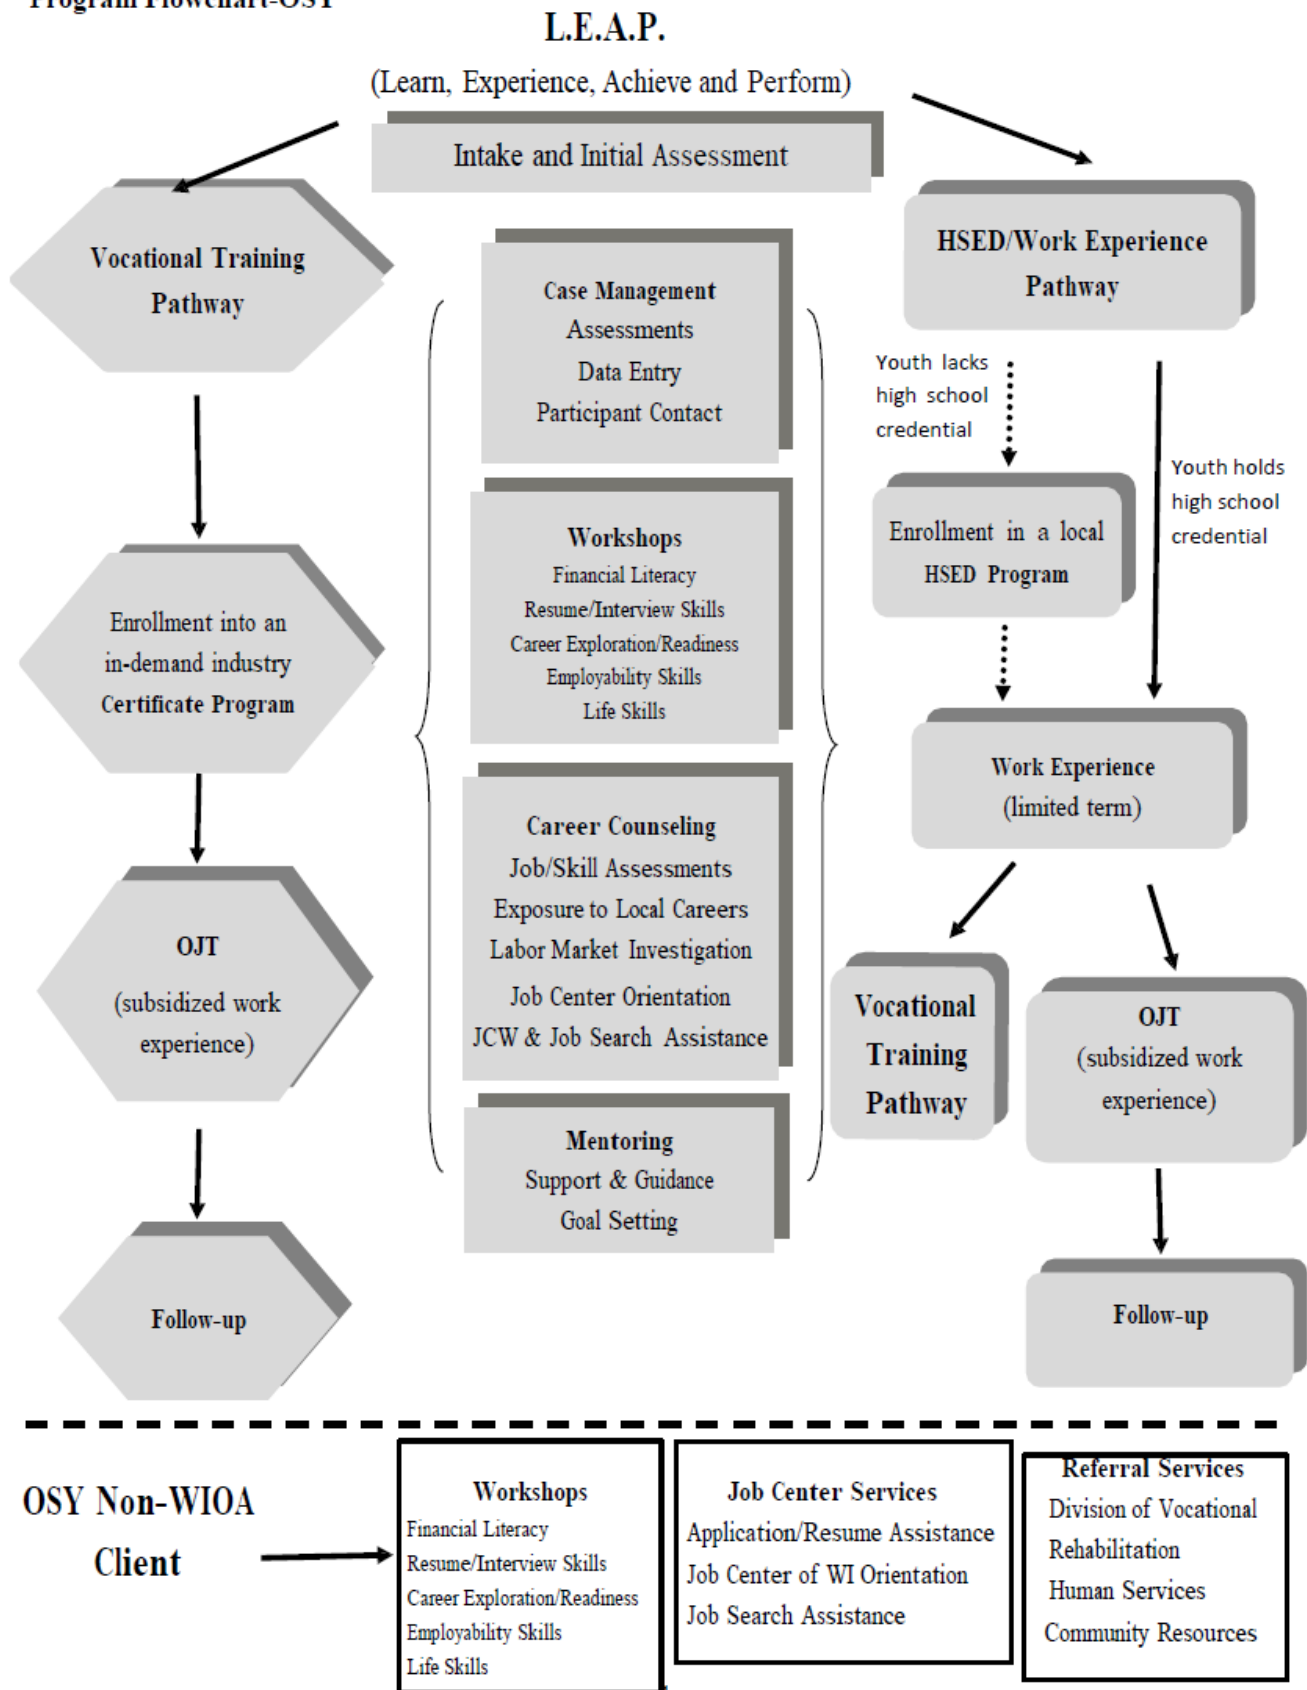 Program Flowchart-OSY
L.E.A.P.
(Learn, Experience, Achieve and Perform)
Intake and Initial Assessment
Vocational Training
Pathway
Enrollment into an
in-demand industry
Certificate Program
OJT
(subsidized work
experience)
Follow-up
Case Management
Assessments
Data Entry
Participant Contact
Workshops
Financial Literacy
Resume/Interview Skills
Career Exploration/Readiness
Employability Skills
Life Skills
Career Counseling
Job/Skill Assessments
Exposure to Local Careers
Labor Market Investigation
Job Center Orientation
JCW & Job Search Assistance
Mentoring
Support & Guidance
Goal Setting
HSED/Work Experience
Pathway
Youth lacks
high school
credential
Youth holds
high school
credential
Enrollment in a local
HSED Program
Work Experience
(limited term)
Vocational
Training
Pathway
OJT
(subsidized work
experience)
Follow-up
OSY Non-WIOA
Client
Workshops
Financial Literacy
Resume/Interview Skills
Career Exploration/Readiness
Employability Skills
Life Skills
Job Center Services
Application/Resume Assistance
Job Center of WI Orientation
Job Search Assistance
Referral Services
Division of Vocational
Rehabilitation
Human Services
Community Resources